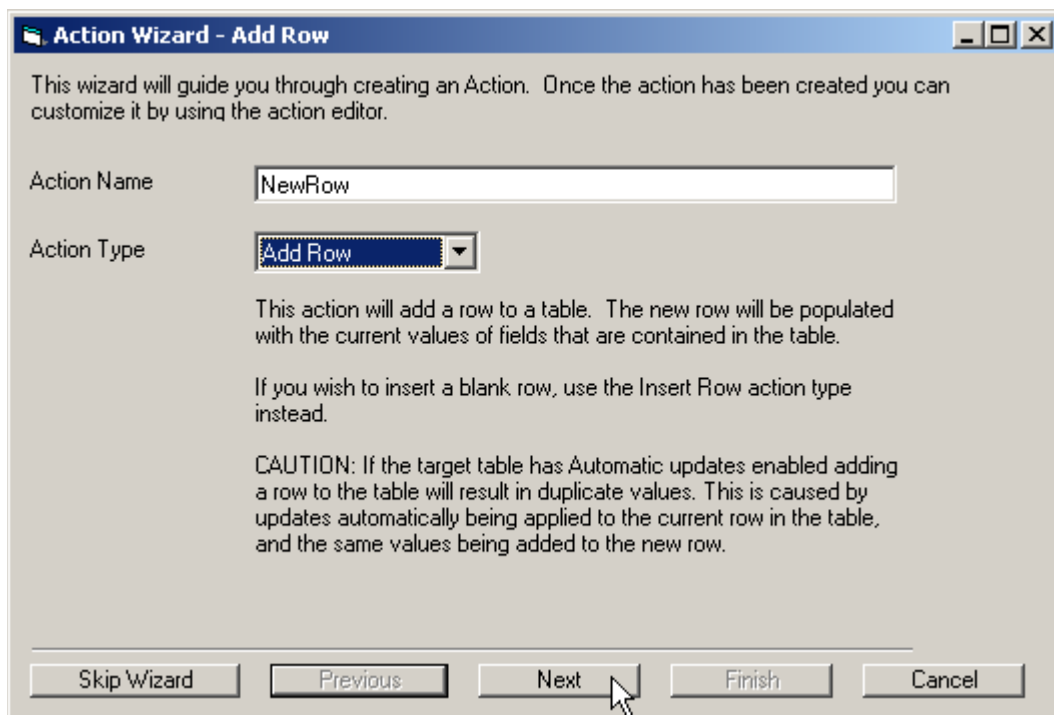 Action Wizard - Add Row
This wizard will guide you through creating an Action. Once the action has been created you can
customize it by using the action editor.
Action Name
NewRow
Action Type
Add Row
This action will add a row to a table. The new row will be populated
with the current values of fields that are contained in the table.
If you wish to insert a blank row, use the Insert Row action type
instead.
CAUTION: If the target table has Automatic updates enabled adding
a row to the table will result in duplicate values. This is caused by
updates automatically being applied to the current row in the table,
and the same values being added to the new row.
Skip Wizard
Previous
Next
Finish
Cancel